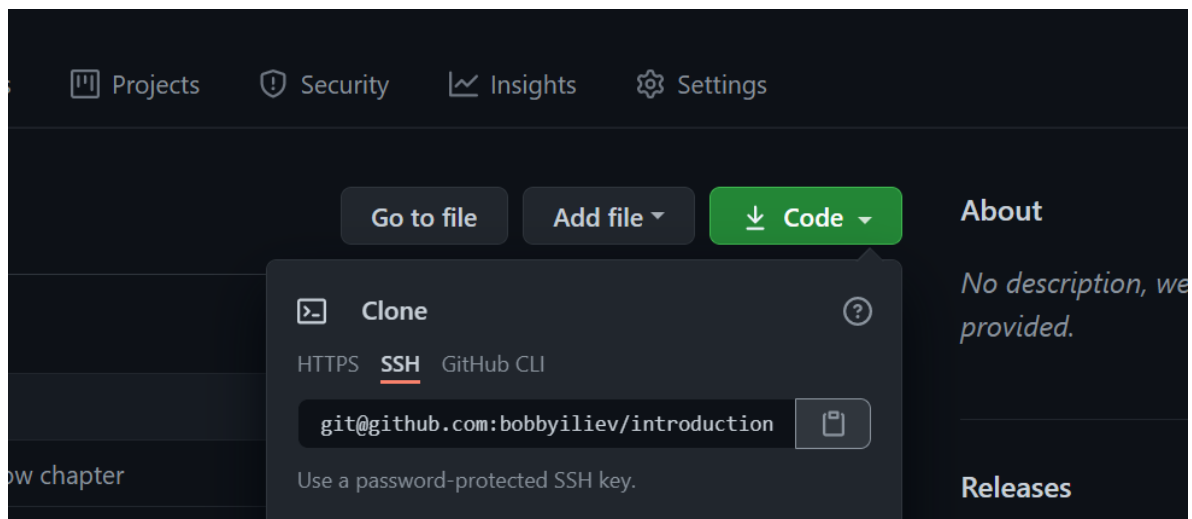 Projects Security Insights Settings
Go to file Add file Code
About
No description, we
provided.
Clone
HTTPS SSH GitHub CLI
git@github.com:bobbyiliev/introduction
Use a password-protected SSH key.
ow chapter
Releases